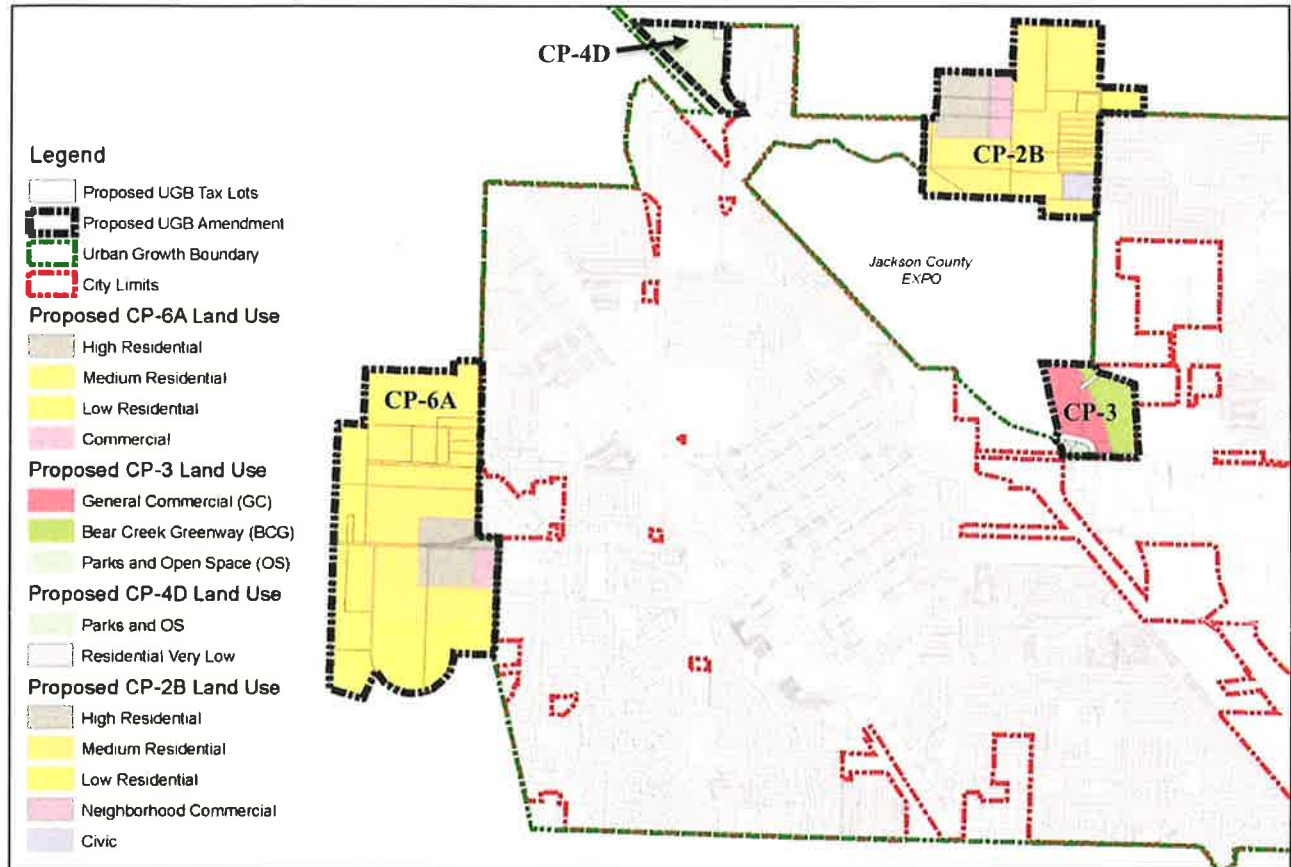 CP-4D
CP-2B
Legend
Proposed UGB Tax Lots
Proposed UGB Amendment
Urban Growth Boundary
City Limits
Proposed CP-6A Land Use
High Residential
Medium Residential
Low Residential
Commercial
Proposed CP-3 Land Use
General Commercial (GC)
Bear Creek Greenway (BCG)
Parks and Open Space (OS)
Proposed CP-4D Land Use
Parks and OS
Residential Very Low
Proposed CP-2B Land Use
High Residential
Medium Residential
Low Residential
Neighborhood Commercial
Civic
Jackson County
EXPO
CP-6A
CP-3